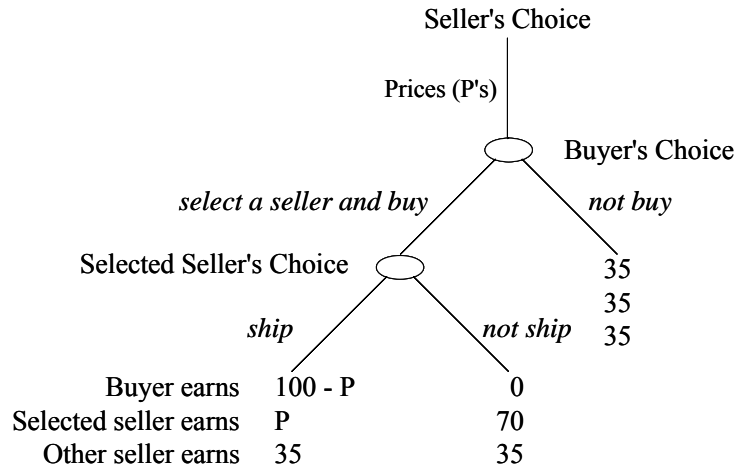 Seller's Choice
Prices (P's)
Buyer's Choice
select a seller and buy
not buy
Selected Seller's Choice
35
35
35
ship
not ship
Buyer earns 100 - P 0
Selected seller earns P 70
Other seller earns 35 35